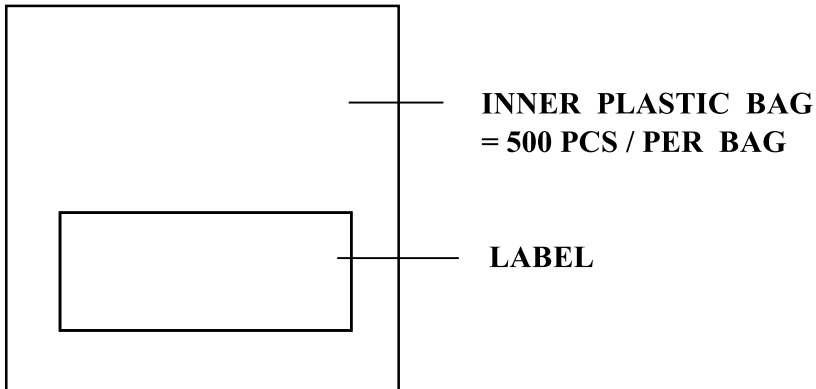 INNER PLASTIC BAG
= 500 PCS / PER BAG
LABEL